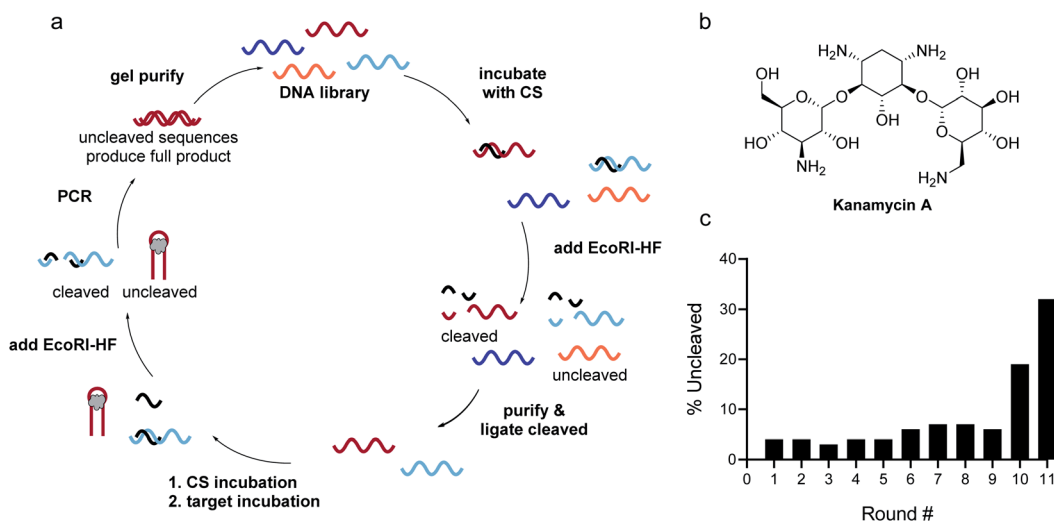 a
DNA library
incubate
with CS
add EcoRI-HF
cleaved
uncleaved
purify &
ligate cleaved
1. CS incubation
2. target incubation
add EcoRI-HF
cleaved
uncleaved
PCR
uncleaved sequences
produce full product
gel purify
b
H2N
NH2
OH
O
O
OH
OH
O
OH
HO
OH
O
OH
HO
NH2
OH
H2N
Kanamycin A
c
40
30
20
10
0
% Uncleaved
0 1 2 3 4 5 6 7 8 9 10 11
Round #